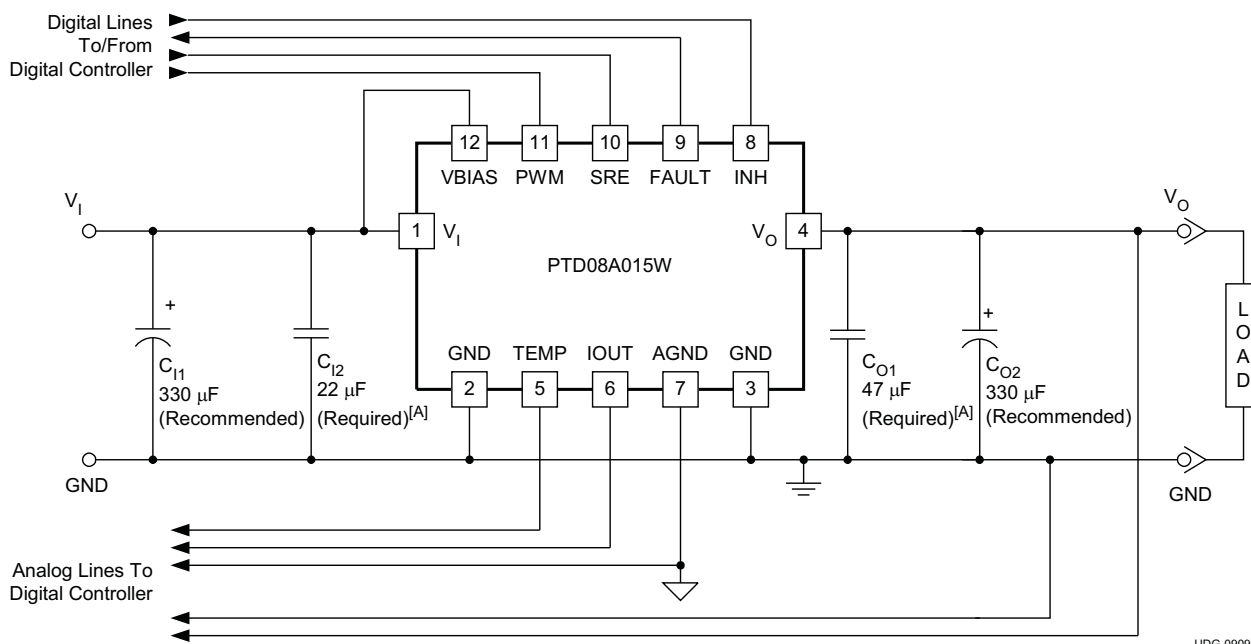 Digital Lines
To/From
Digital Controller
12
11
10
9
8
VBIAS
PWM
SRE
FAULT
INH
V_I
1
V_I
V_O
4
V_O
PTD08A015W
+
C_I1
330 μF
(Recommended)
C_I2
22 μF
(Required)[A]
GND
TEMP
IOUT
AGND
GND
2
5
6
7
3
C_O1
47 μF
(Required)[A]
+
C_O2
330 μF
(Recommended)
L
O
A
D
GND
GND
Analog Lines To
Digital Controller